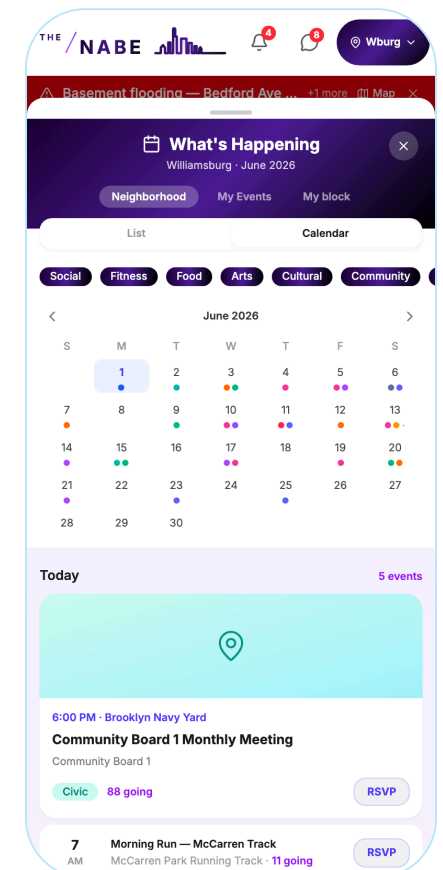 THE
NABE
4
8
Wburg
Basement flooding — Bedford Ave ... +1 more Map
What's Happening
Williamsburg · June 2026
Neighborhood My Events My block
List Calendar
Social Fitness Food Arts Cultural Community
June 2026
S M T W T F S
1 2 3 4 5 6
7 8 9 10 11 12 13
14 15 16 17 18 19 20
21 22 23 24 25 26 27
28 29 30
Today 5 events
6:00 PM · Brooklyn Navy Yard
Community Board 1 Monthly Meeting
Community Board 1
Civic 88 going RSVP
7 Morning Run — McCarren Track
AM McCarren Park Running Track · 11 going RSVP